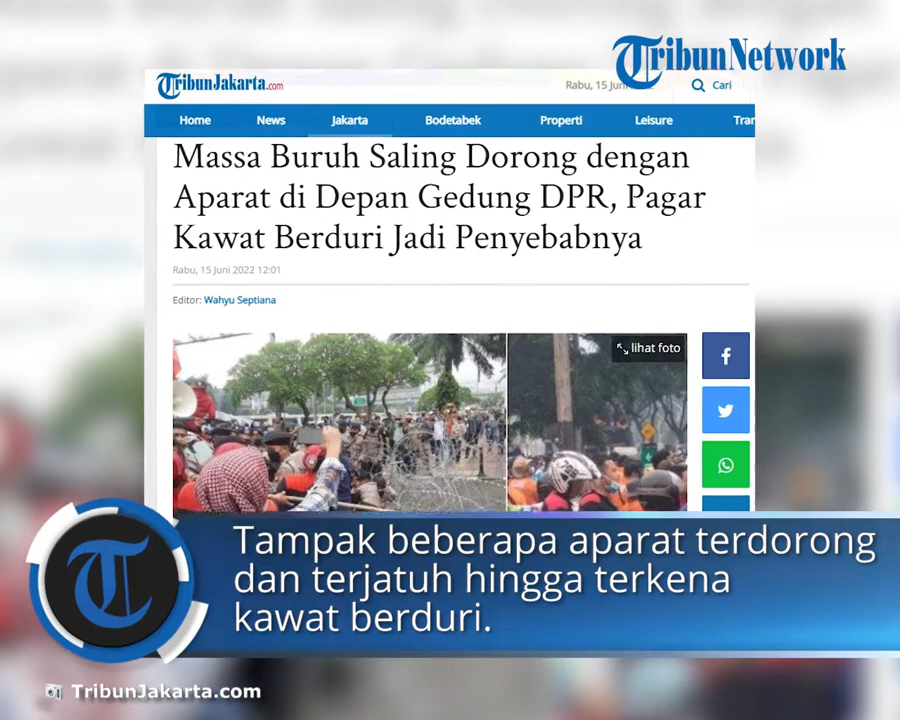 TribunNetwork
TribunJakarta.com
Rabu, 15 Juni
Cari
Home News Jakarta Bodetabek Properti Leisure
Massa Buruh Saling Dorong dengan
Aparat di Depan Gedung DPR, Pagar
Kawat Berduri Jadi Penyebabnya
Rabu, 15 Juni 2022 12:01
Editor: Wahyu Septiana
lihat foto
Tampak beberapa aparat terdorong
dan terjatuh hingga terkena
kawat berduri.
TribunJakarta.com